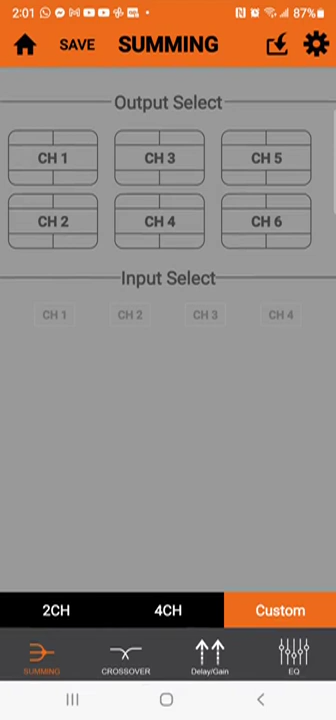 2:01 87%
SAVE SUMMING
Output Select
CH 1 CH 3 CH 5
CH 2 CH 4 CH 6
Input Select
CH 1 CH 2 CH 3 CH 4
2CH 4CH Custom
SUMMING CROSSOVER Delay/Gain EQ